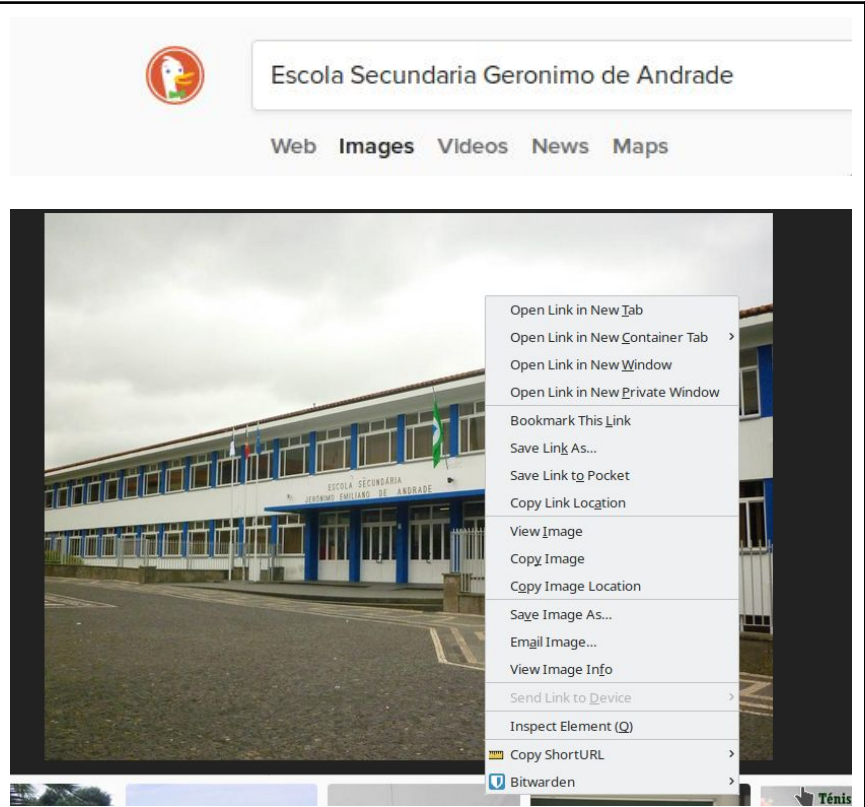 Escola Secundaria Geronimo de Andrade
Web Images Videos News Maps
ESCOLA SECUNDÁRIA
JERÓNIMO EMILIANO DE ANDRADE
Open Link in New Tab
Open Link in New Container Tab
Open Link in New Window
Open Link in New Private Window
Bookmark This Link
Save Link As...
Save Link to Pocket
Copy Link Location
View Image
Copy Image
Copy Image Location
Save Image As...
Email Image...
View Image Info
Send Link to Device
Inspect Element (Q)
Copy ShortURL
Bitwarden
Ténis